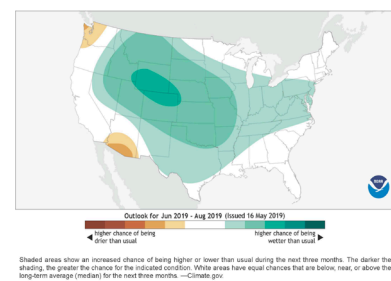 NOAA
Outlook for Jun 2019 - Aug 2019 (Issued 16 May 2019)
higher chance of being drier than usual
higher chance of being wetter than usual
Shaded areas show an increased chance of being higher or lower than usual during the next three months. The darker the
shading, the greater the chance for the indicated condition. White areas have equal chances that are below, near, or above the
long-term average (median) for the next three months. —Climate.gov